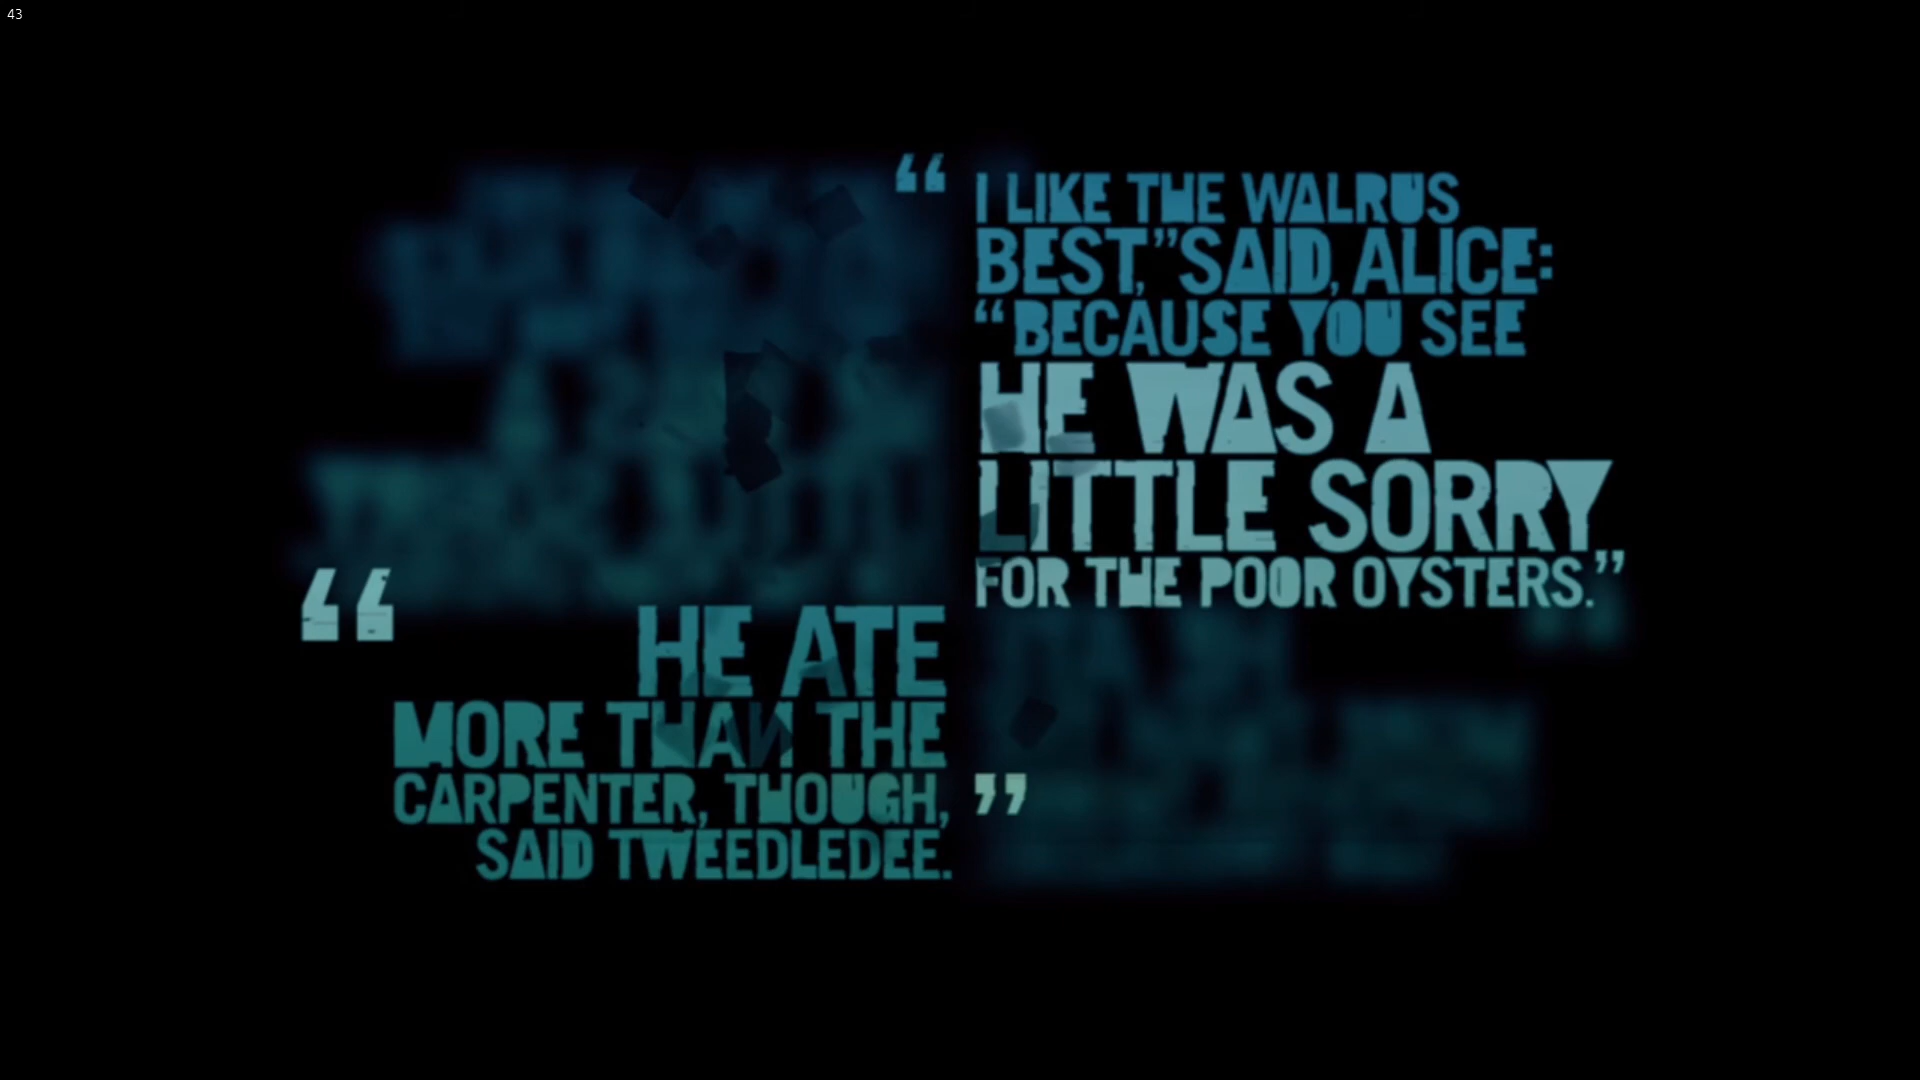 43
“ I LIKE THE WALRUS
BEST,” SAID, ALICE:
“BECAUSE YOU SEE
HE WAS A
LITTLE SORRY
FOR THE POOR OYSTERS.”
“ HE ATE
MORE THAN THE
CARPENTER, THOUGH, ”
SAID TWEEDLEDEE.